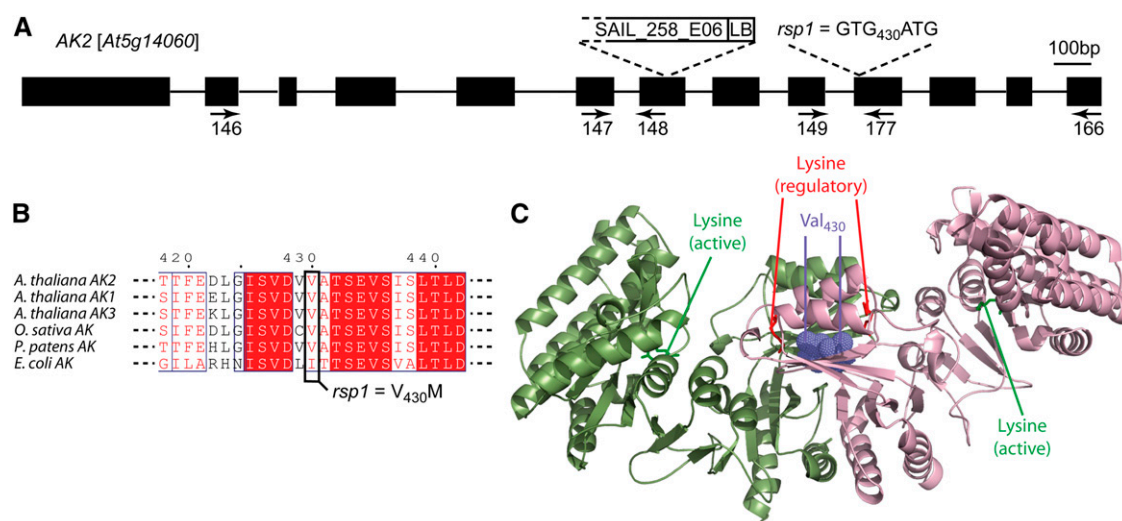 A
AK2 [At5g14060]
SAIL_258_E06 LB
rsp1 = GTG430ATG
100bp
146
147
148
149
177
166
B
420 430 440
A. thaliana AK2 TTFEDLGISVDVVATSEVSISLTLD
A. thaliana AK1 SIFEELGISVDVVATSEVSISLTLD
A. thaliana AK3 SIFEKLGISVDVVATSEVSISLTLD
O. sativa AK SIFEDLGISVDCVATSEVSISLTLD
P. patens AK TTFEHLGISVDVVATSEVSISLTLD
E. coli AK GILARHNISVDLITTSEVSVALTLD
rsp1 = V430M
C
Lysine
(regulatory)
Lysine
(active)
Val430
Lysine
(active)